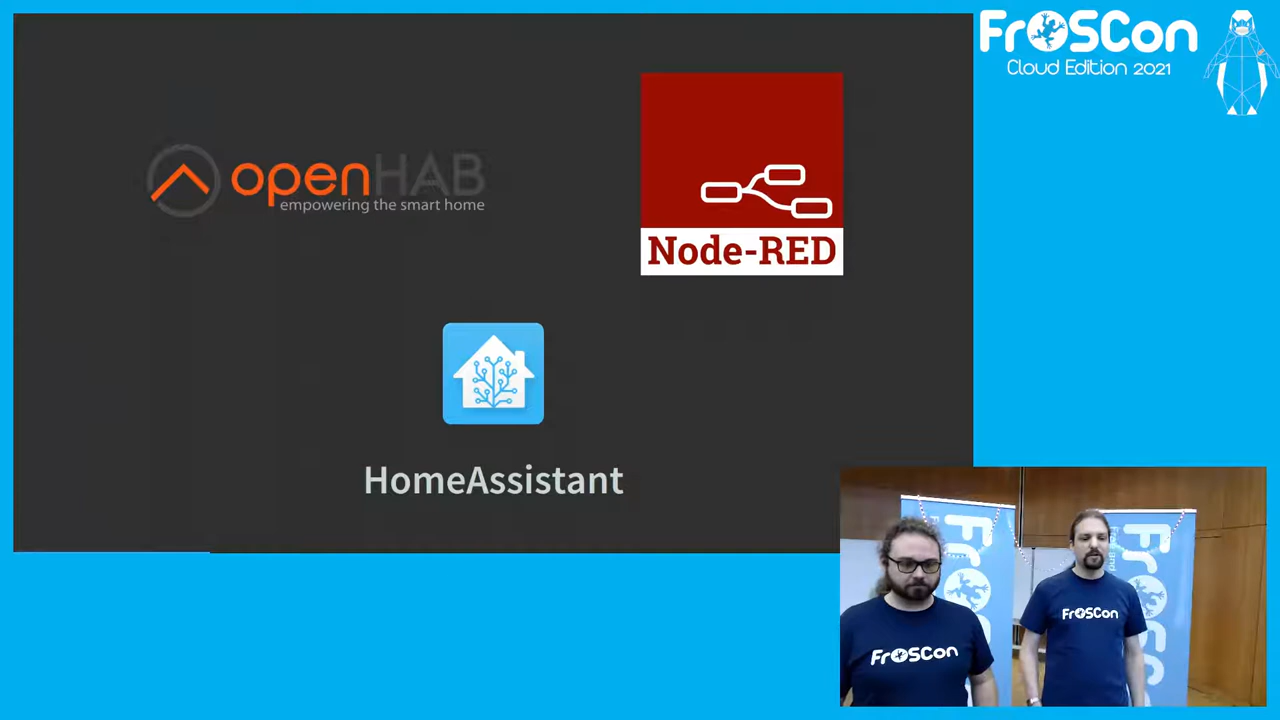 FrOSCon
Cloud Edition 2021
openHAB
empowering the smart home
Node-RED
HomeAssistant
FrOSCon
FrOSCon